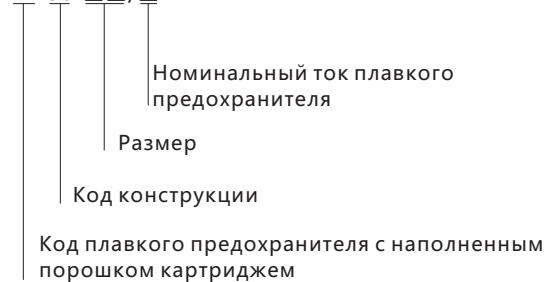 Номинальный ток плавкого
предохранителя
Размер
Код конструкции
Код плавкого предохранителя с наполненным
порошком картриджем